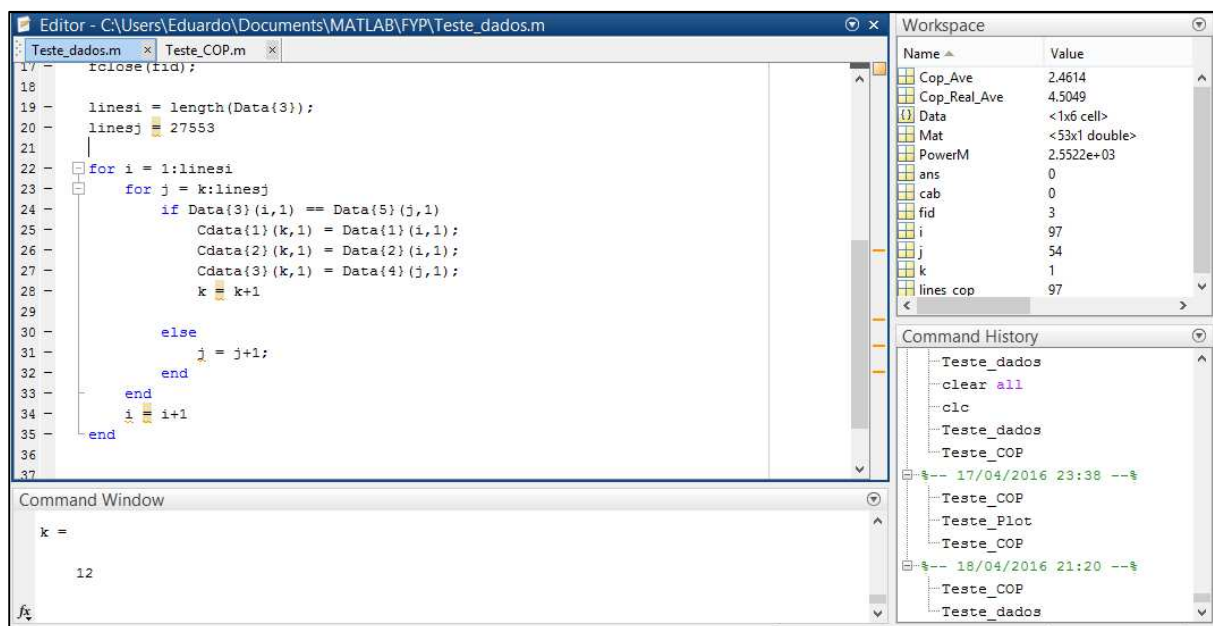 Editor - C:\Users\Eduardo\Documents\MATLAB\FYP\Teste_dados.m
Teste_dados.m × Teste_COP.m ×
17 - fclose(fid);
18
19 - linesi = length(Data{3});
20 - linesj = 27553
21
22 - for i = 1:linesi
23 - for j = k:linesj
24 - if Data{3}(i,1) == Data{5}(j,1)
25 - Cdata{1}(k,1) = Data{1}(i,1);
26 - Cdata{2}(k,1) = Data{2}(i,1);
27 - Cdata{3}(k,1) = Data{4}(j,1);
28 - k = k+1
29
30 - else
31 - j = j+1;
32 - end
33 - end
34 - i = i+1
35 - end
36
37
Command Window
k =
12
fx
Workspace
Name Value
Cop_Ave 2.4614
Cop_Real_Ave 4.5049
{} Data <1x6 cell>
Mat <53x1 double>
PowerM 2.5522e+03
ans 0
cab 0
fid 3
i 97
j 54
k 1
lines_cop 97
Command History
Teste_dados
clear all
clc
Teste_dados
Teste_COP
%-- 17/04/2016 23:38 --%
Teste_COP
Teste_Plot
Teste_COP
%-- 18/04/2016 21:20 --%
Teste_COP
Teste_dados